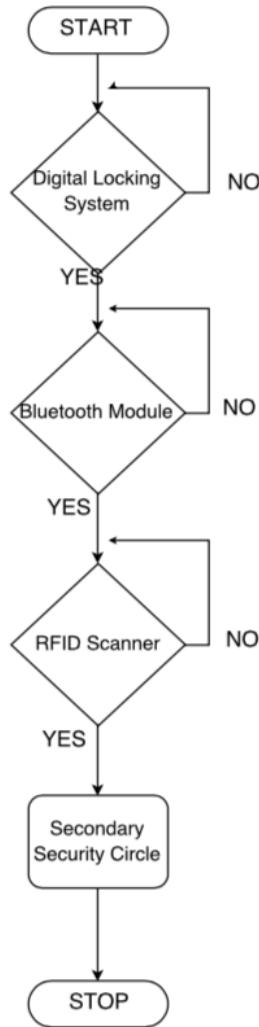 START
Digital Locking
System
NO
YES
Bluetooth Module
NO
YES
RFID Scanner
NO
YES
Secondary
Security Circle
STOP